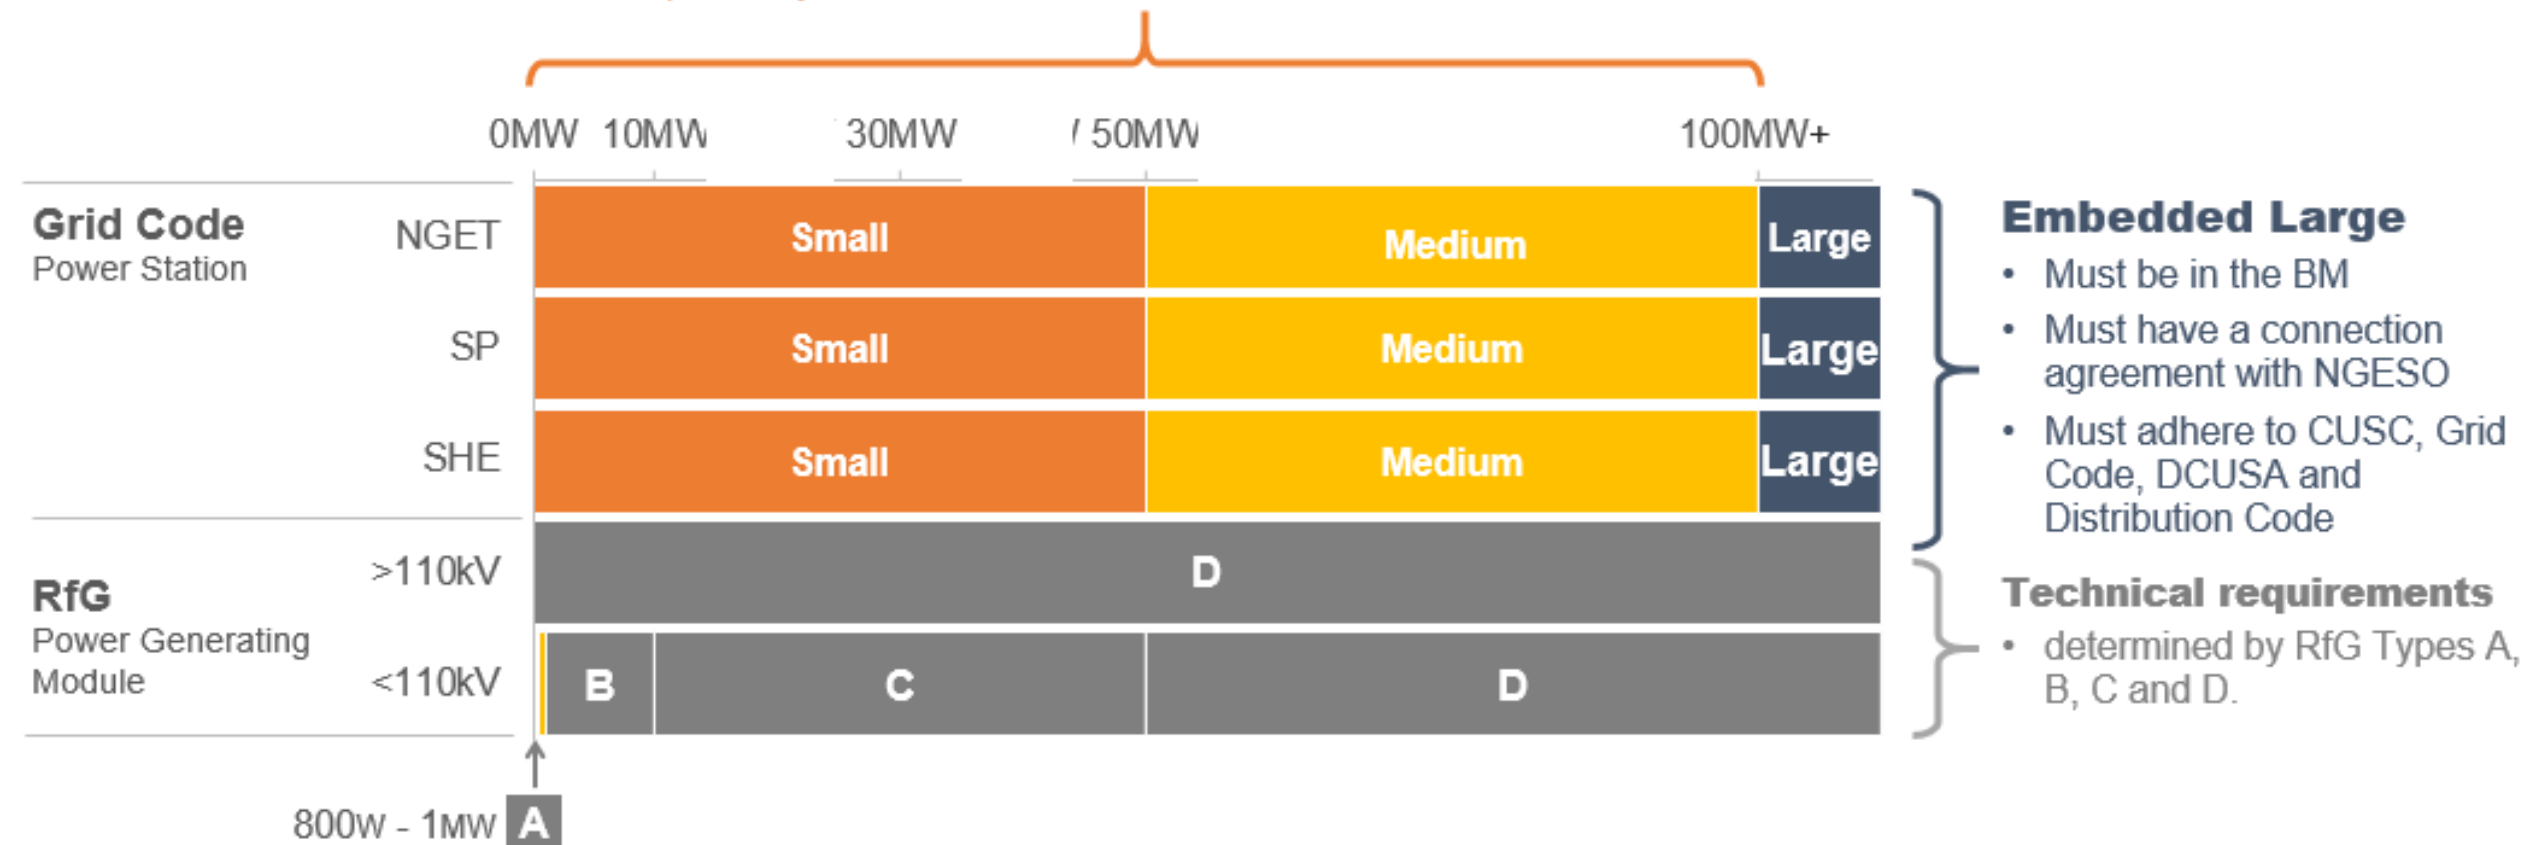 0MW 10MW 30MW 50MW 100MW+
Grid Code
Power Station
NGET
Small Medium Large
SP
Small Medium Large
SHE
Small Medium Large
RfG
Power Generating
Module
>110kV
D
<110kV
B C D
800W - 1MW A
Embedded Large
• Must be in the BM
• Must have a connection
agreement with NGESO
• Must adhere to CUSC, Grid
Code, DCUSA and
Distribution Code
Technical requirements
• determined by RfG Types A,
B, C and D.